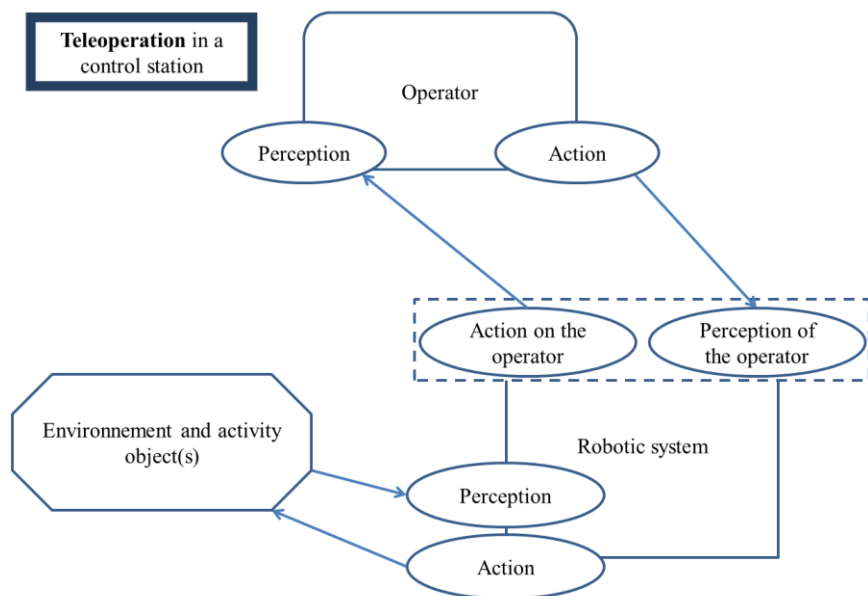 Teleoperation in a
control station
Operator
Perception
Action
Action on the
operator
Perception of
the operator
Environnement and activity
object(s)
Robotic system
Perception
Action